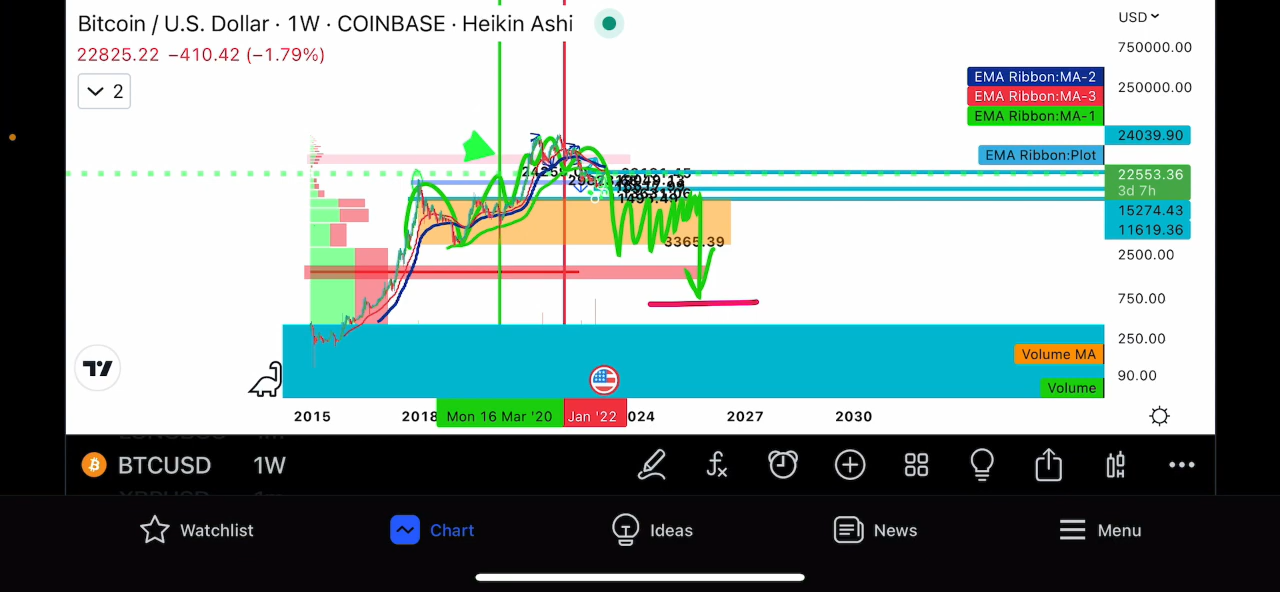 Bitcoin / U.S. Dollar · 1W · COINBASE · Heikin Ashi
USD
22825.22 −410.42 (−1.79%)
750000.00
2
EMA Ribbon:MA-2
250000.00
EMA Ribbon:MA-3
EMA Ribbon:MA-1
24039.90
EMA Ribbon:Plot
22553.36
3d 7h
1491.49
15274.43
11619.36
3365.39
2500.00
750.00
250.00
Volume MA
90.00
Volume
2015
2018
Mon 16 Mar '20
Jan '22
024
2027
2030
BTCUSD 1W
Watchlist
Chart
Ideas
News
Menu